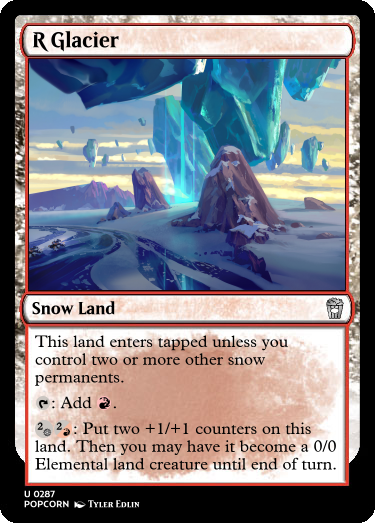 R Glacier
Snow Land
This land enters tapped unless you
control two or more other snow
permanents.
: Add .
2 2: Put two +1/+1 counters on this
land. Then you may have it become a 0/0
Elemental land creature until end of turn.
U 0287
POPCORN Tyler Edlin